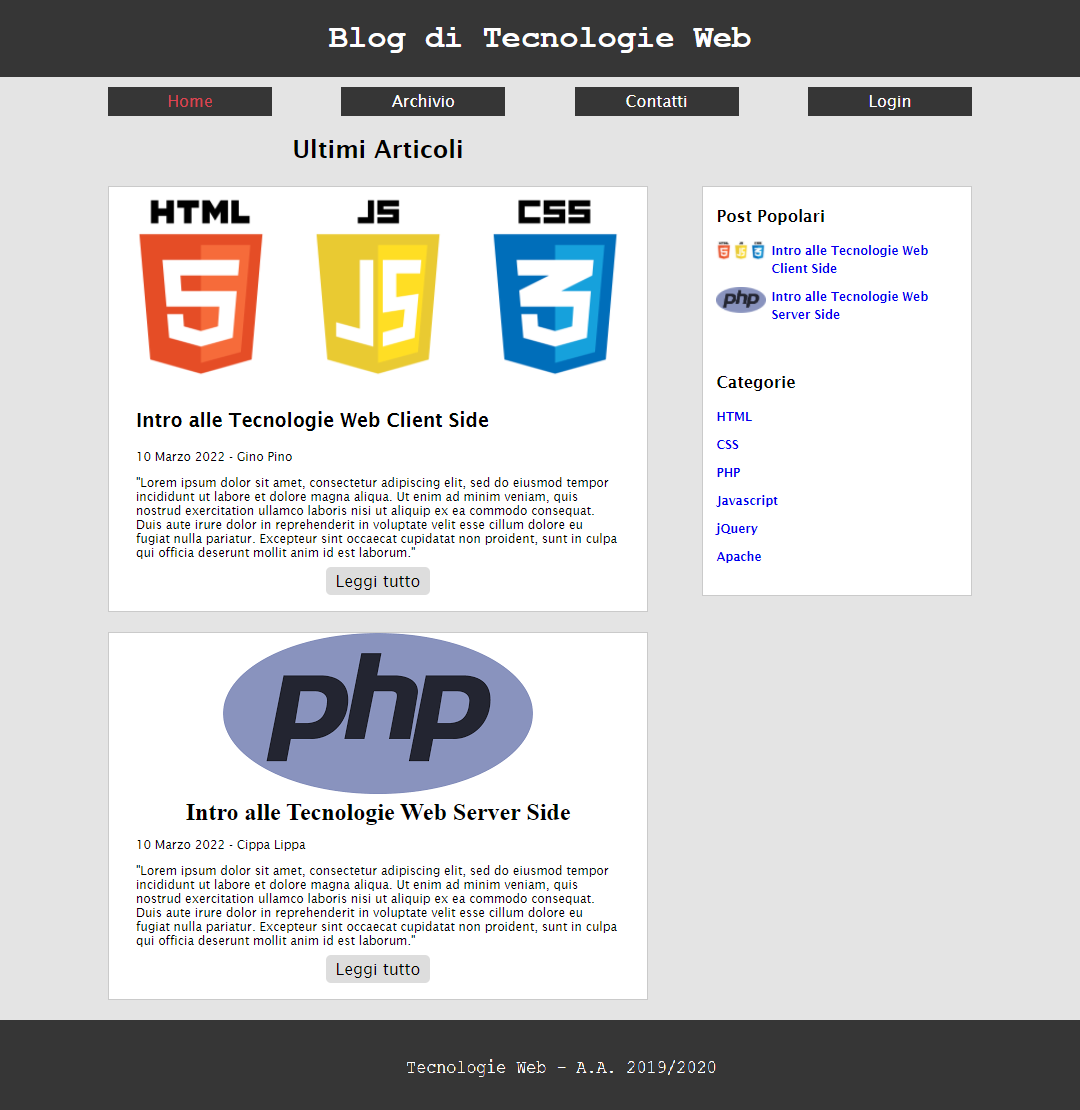 Blog di Tecnologie Web
Home
Archivio
Contatti
Login
Ultimi Articoli
HTML
JS
CSS
5
JS
3
Intro alle Tecnologie Web Client Side
10 Marzo 2022 - Gino Pino
"Lorem ipsum dolor sit amet, consectetur adipiscing elit, sed do eiusmod tempor
incididunt ut labore et dolore magna aliqua. Ut enim ad minim veniam, quis
nostrud exercitation ullamco laboris nisi ut aliquip ex ea commodo consequat.
Duis aute irure dolor in reprehenderit in voluptate velit esse cillum dolore eu
fugiat nulla pariatur. Excepteur sint occaecat cupidatat non proident, sunt in culpa
qui officia deserunt mollit anim id est laborum."
Leggi tutto
php
Intro alle Tecnologie Web Server Side
10 Marzo 2022 - Cippa Lippa
"Lorem ipsum dolor sit amet, consectetur adipiscing elit, sed do eiusmod tempor
incididunt ut labore et dolore magna aliqua. Ut enim ad minim veniam, quis
nostrud exercitation ullamco laboris nisi ut aliquip ex ea commodo consequat.
Duis aute irure dolor in reprehenderit in voluptate velit esse cillum dolore eu
fugiat nulla pariatur. Excepteur sint occaecat cupidatat non proident, sunt in culpa
qui officia deserunt mollit anim id est laborum."
Leggi tutto
Post Popolari
Intro alle Tecnologie Web
Client Side
php
Intro alle Tecnologie Web
Server Side
Categorie
HTML
CSS
PHP
Javascript
jQuery
Apache
Tecnologie Web - A.A. 2019/2020